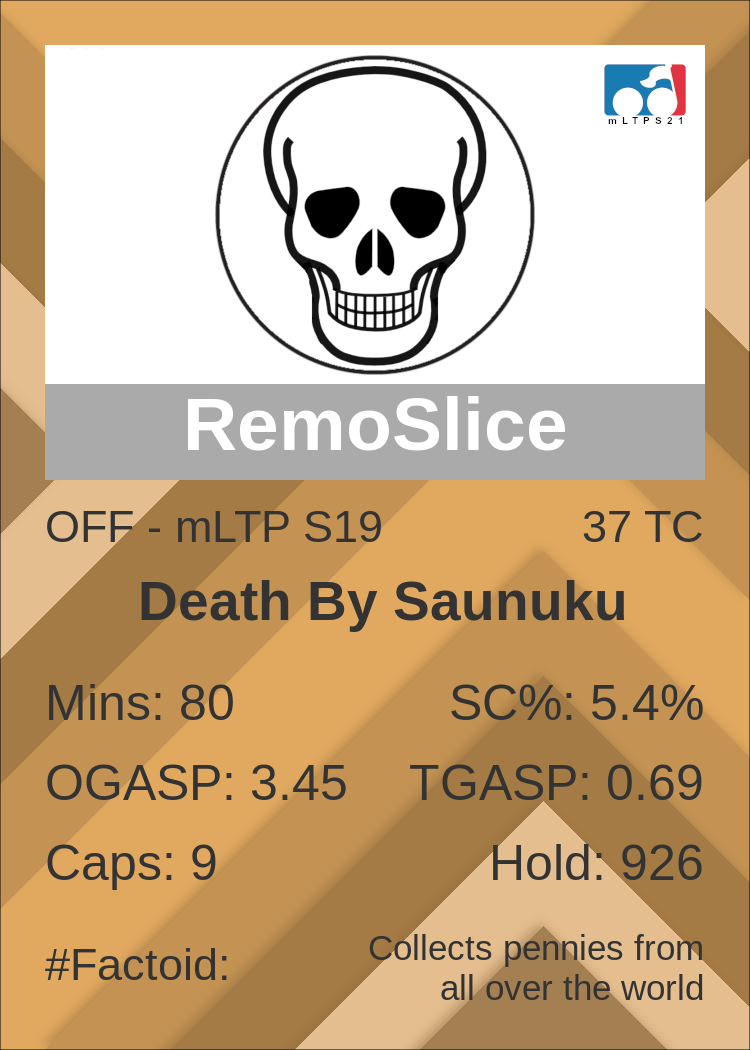 mLTPS21
RemoSlice
OFF - mLTP S19 37 TC
Death By Saunuku
Mins: 80 SC%: 5.4%
OGASP: 3.45 TGASP: 0.69
Caps: 9 Hold: 926
#Factoid: Collects pennies from
all over the world